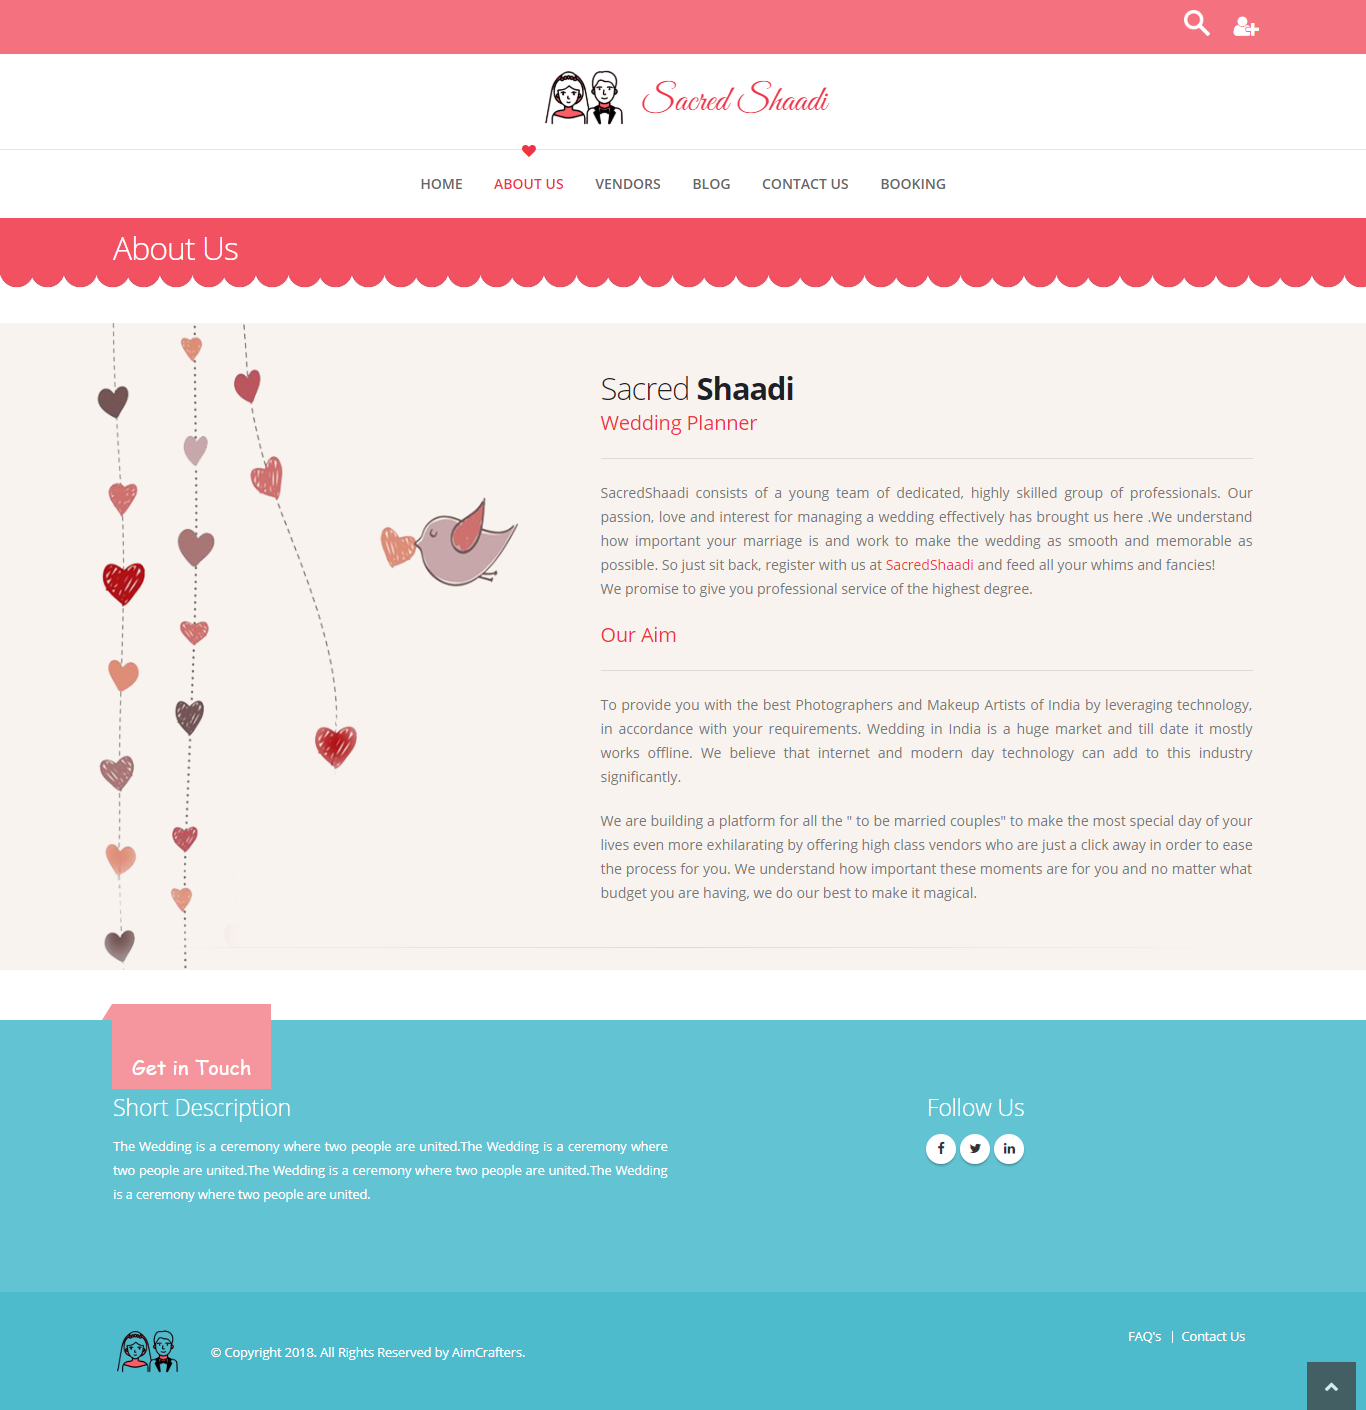 Sacred Shaadi
HOME ABOUT US VENDORS BLOG CONTACT US BOOKING
About Us
Sacred Shaadi
Wedding Planner
SacredShaadi consists of a young team of dedicated, highly skilled group of professionals. Our
passion, love and interest for managing a wedding effectively has brought us here .We understand
how important your marriage is and work to make the wedding as smooth and memorable as
possible. So just sit back, register with us at SacredShaadi and feed all your whims and fancies!
We promise to give you professional service of the highest degree.
Our Aim
To provide you with the best Photographers and Makeup Artists of India by leveraging technology,
in accordance with your requirements. Wedding in India is a huge market and till date it mostly
works offline. We believe that internet and modern day technology can add to this industry
significantly.
We are building a platform for all the " to be married couples" to make the most special day of your
lives even more exhilarating by offering high class vendors who are just a click away in order to ease
the process for you. We understand how important these moments are for you and no matter what
budget you are having, we do our best to make it magical.
Get in Touch
Short Description
The Wedding is a ceremony where two people are united.The Wedding is a ceremony where
two people are united.The Wedding is a ceremony where two people are united.The Wedding
is a ceremony where two people are united.
Follow Us
© Copyright 2018. All Rights Reserved by AimCrafters.
FAQ's | Contact Us